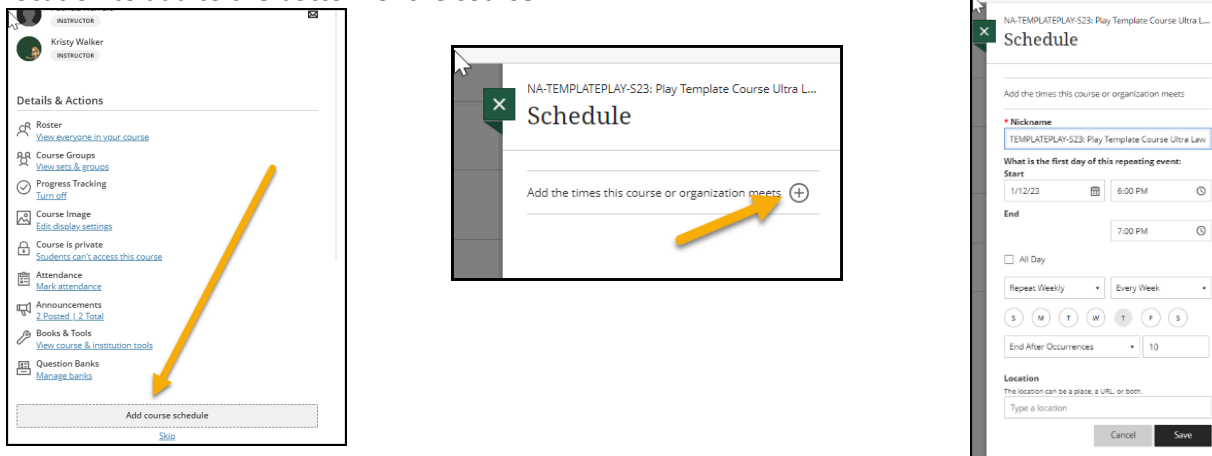 INSTRUCTOR
Kristy Walker
INSTRUCTOR
Details & Actions
Roster
View everyone in your course
Course Groups
View sets & groups
Progress Tracking
Turn off
Course Image
Edit display settings
Course is private
Students can't access this course
Attendance
Mark attendance
Announcements
2 Posted | 2 Total
Books & Tools
View course & institution tools
Question Banks
Manage banks
Add course schedule
Skip
NA-TEMPLATEPLAY-S23: Play Template Course Ultra L...
Schedule
Add the times this course or organization meets
NA-TEMPLATEPLAY-S23: Play Template Course Ultra L...
Schedule
Add the times this course or organization meets
* Nickname
TEMPLATEPLAY-S23: Play Template Course Ultra Law
What is the first day of this repeating event:
Start
1/12/23 6:00 PM
End
7:00 PM
All Day
Repeat Weekly Every Week
S M T W T F S
End After Occurrences 10
Location
The location can be a place, a URL, or both.
Type a location
Cancel Save